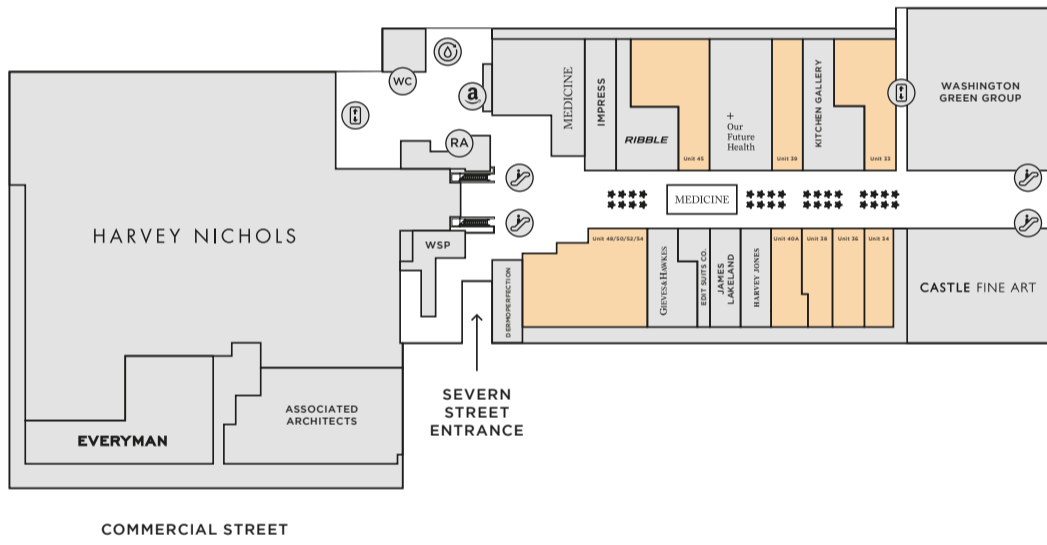 WC
a
RA
MEDICINE
IMPRESS
RIBBLE
Unit 45
+
Our
Future
Health
Unit 39
KITCHEN GALLERY
Unit 33
WASHINGTON
GREEN GROUP
MEDICINE
HARVEY NICHOLS
WSP
DERMOPERFECTION
Unit 48/50/52/54
GIEVES&HAWKES
EDIT SUITS CO.
JAMES
LAKELAND
HARVEY JONES
Unit 40A
Unit 38
Unit 36
Unit 34
CASTLE FINE ART
SEVERN
STREET
ENTRANCE
ASSOCIATED
ARCHITECTS
EVERYMAN
COMMERCIAL STREET